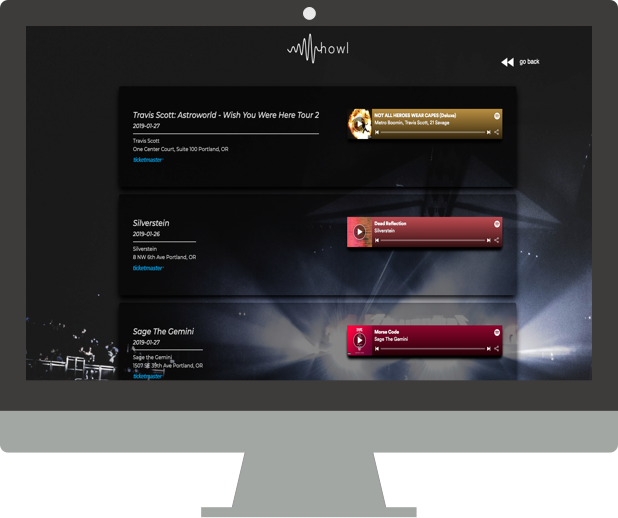 howl
go back
Travis Scott: Astroworld - Wish You Were Here Tour 2
2019-01-27
Travis Scott
One Center Court, Suite 100 Portland, OR
ticketmaster
NOT ALL HEROES WEAR CAPES (Deluxe)
Metro Boomin, Travis Scott, 21 Savage
Silverstein
2019-01-26
Silverstein
8 NW 6th Ave Portland, OR
ticketmaster
Dead Reflection
Silverstein
Sage The Gemini
2019-01-27
Sage the Gemini
1507 SE 39th Ave Portland, OR
ticketmaster
Morse Code
Sage The Gemini